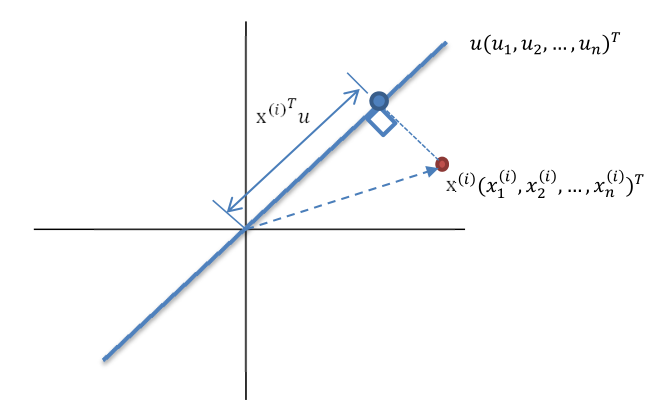 u(u₁, u₂, …, uₙ)ᵀ
x⁽ⁱ⁾ᵀu
x⁽ⁱ⁾(x₁⁽ⁱ⁾, x₂⁽ⁱ⁾, …, xₙ⁽ⁱ⁾)ᵀ